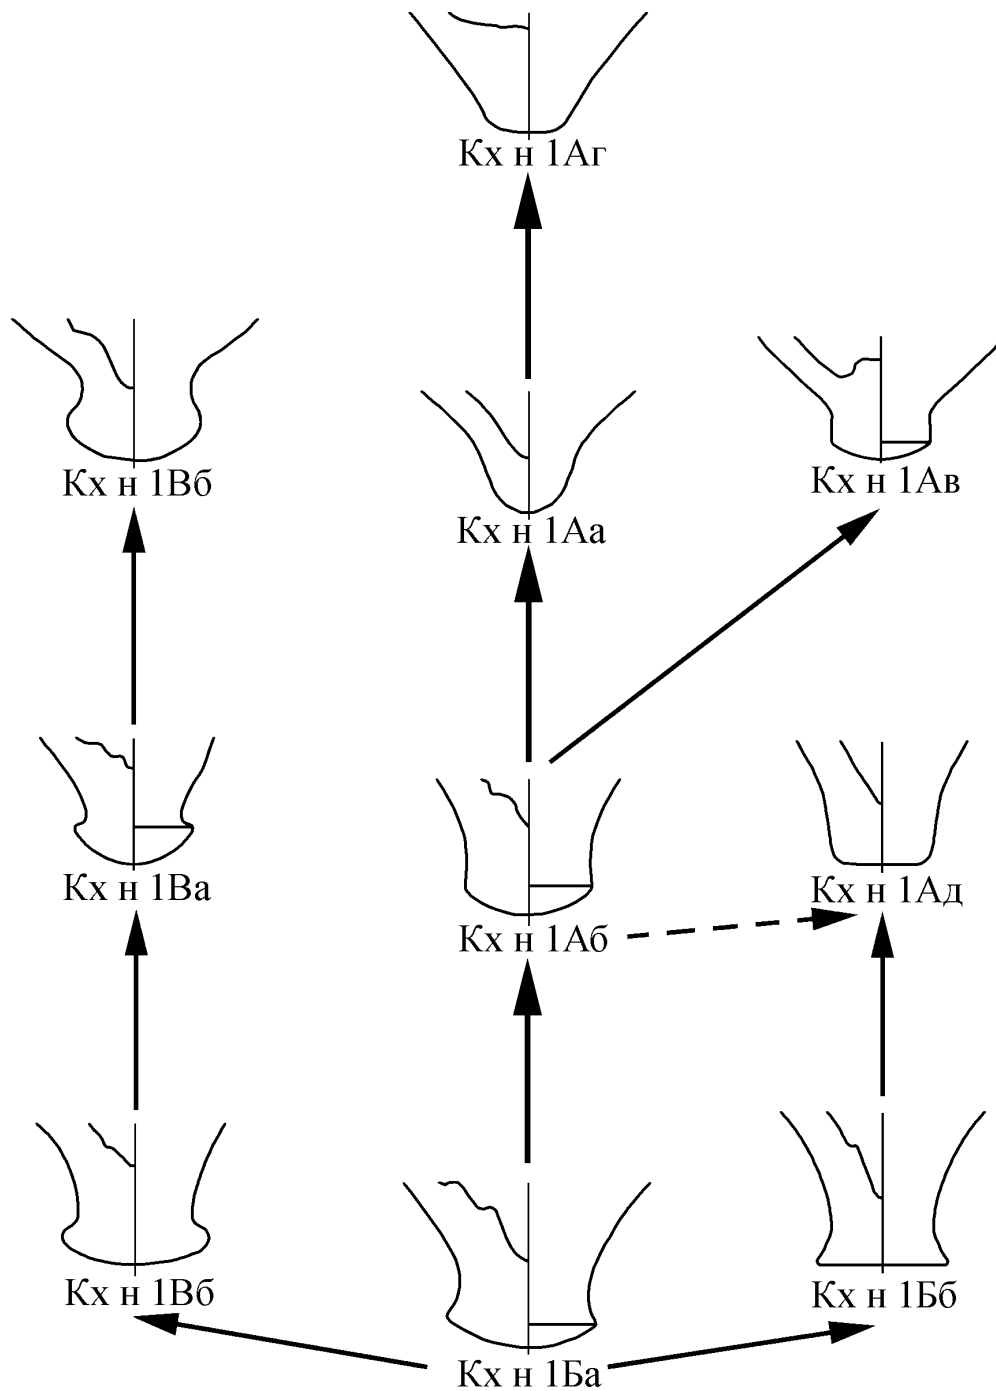 Кх н 1Аг
Кх н 1Вб
Кх н 1Ав
Кх н 1Аа
Кх н 1Ва
Кх н 1Ад
Кх н 1Аб
Кх н 1Вб
Кх н 1Бб
Кх н 1Ба